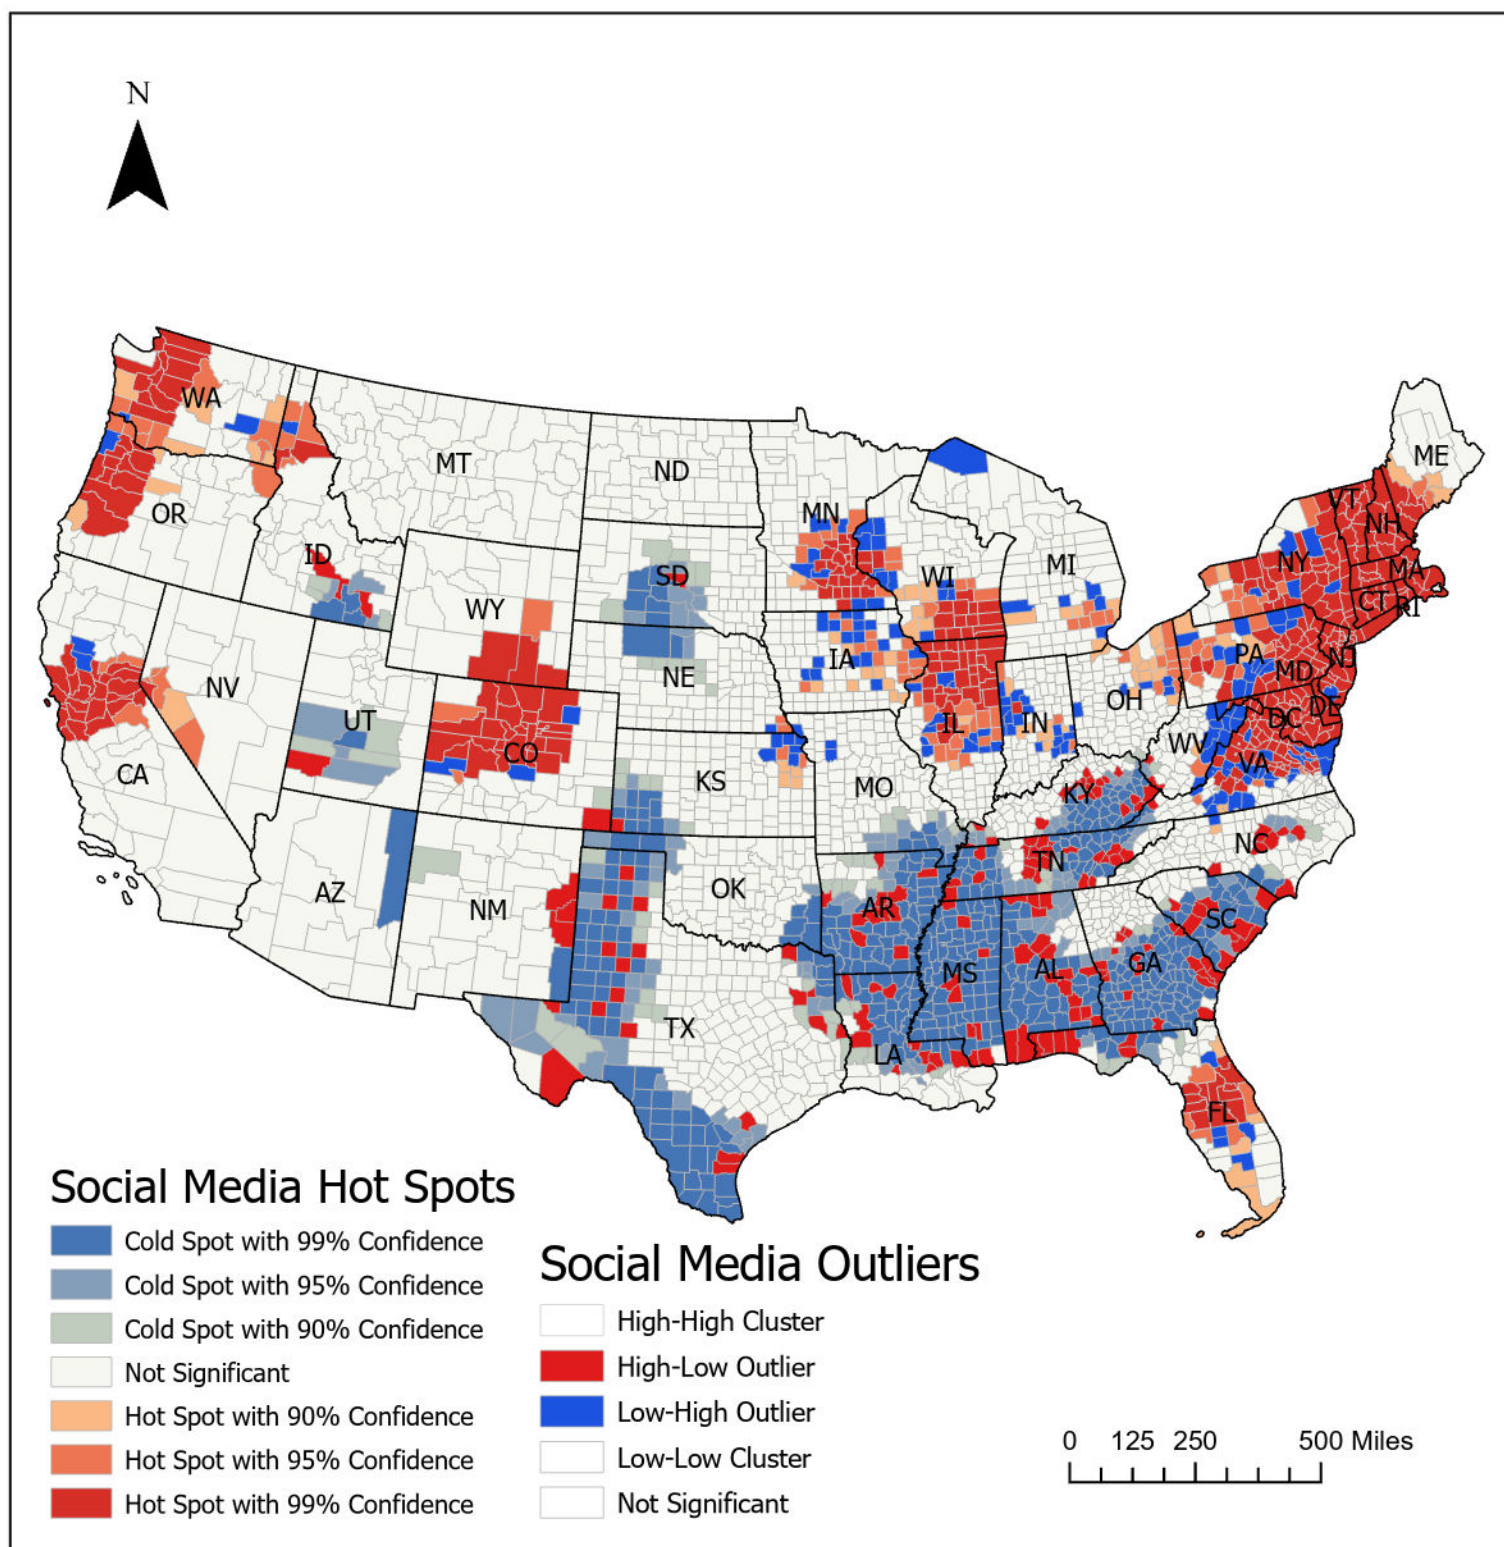 N
WA
MT
ND
ME
OR
MN
VT
NH
ID
SD
WI
MI
NY
MA
WY
CT
RI
IA
NE
PA
NJ
NV
MD
UT
OH
DE
CO
IL
IN
DC
WV
VA
CA
KS
MO
KY
NC
TN
AZ
NM
OK
AR
SC
MS
AL
GA
TX
LA
FL
Social Media Hot Spots
Cold Spot with 99% Confidence
Cold Spot with 95% Confidence
Cold Spot with 90% Confidence
Not Significant
Hot Spot with 90% Confidence
Hot Spot with 95% Confidence
Hot Spot with 99% Confidence
Social Media Outliers
High-High Cluster
High-Low Outlier
Low-High Outlier
Low-Low Cluster
Not Significant
0 125 250 500 Miles